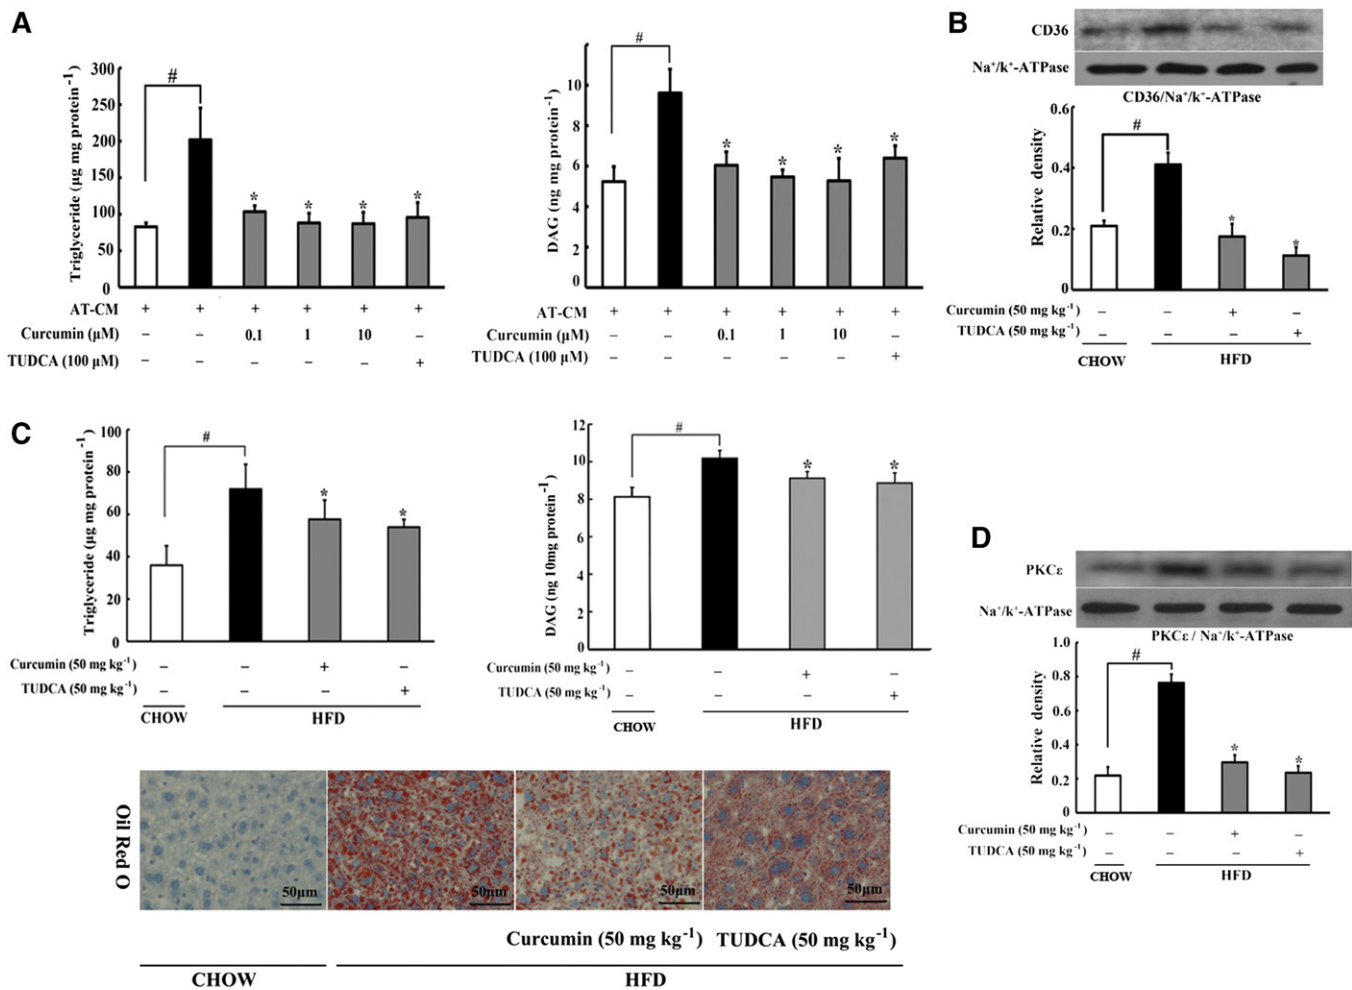 A
Triglyceride (μg mg protein⁻¹)
300
250
200
150
100
50
0
#
* * * *
AT-CM + + + + + +
Curcumin (μM) – – 0.1 1 10 –
TUDCA (100 μM) – – – – – +
DAG (ng mg protein⁻¹)
10
8
6
4
2
0
#
* * * *
AT-CM + + + + + +
Curcumin (μM) – – 0.1 1 10 –
TUDCA (100 μM) – – – – – +
B
CD36
Na⁺/k⁺-ATPase
CD36/Na⁺/k⁺-ATPase
Relative density
0.6
0.4
0.2
0
#
* *
Curcumin (50 mg kg⁻¹) – – + –
TUDCA (50 mg kg⁻¹) – – – +
CHOW HFD
C
Triglyceride (μg mg protein⁻¹)
100
80
60
40
20
0
#
* *
Curcumin (50 mg kg⁻¹) – – + –
TUDCA (50 mg kg⁻¹) – – – +
CHOW HFD
DAG (ng 10mg protein⁻¹)
12
10
8
6
4
2
0
#
* *
Curcumin (50 mg kg⁻¹) – – + –
TUDCA (50 mg kg⁻¹) – – – +
CHOW HFD
Oil Red O
50μm 50μm 50μm 50μm
Curcumin (50 mg kg⁻¹) TUDCA (50 mg kg⁻¹)
CHOW HFD
D
PKCε
Na⁺/k⁺-ATPase
PKCε / Na⁺/k⁺-ATPase
Relative density
1.0
0.8
0.6
0.4
0.2
0
#
* *
Curcumin (50 mg kg⁻¹) – – + –
TUDCA (50 mg kg⁻¹) – – – +
CHOW HFD